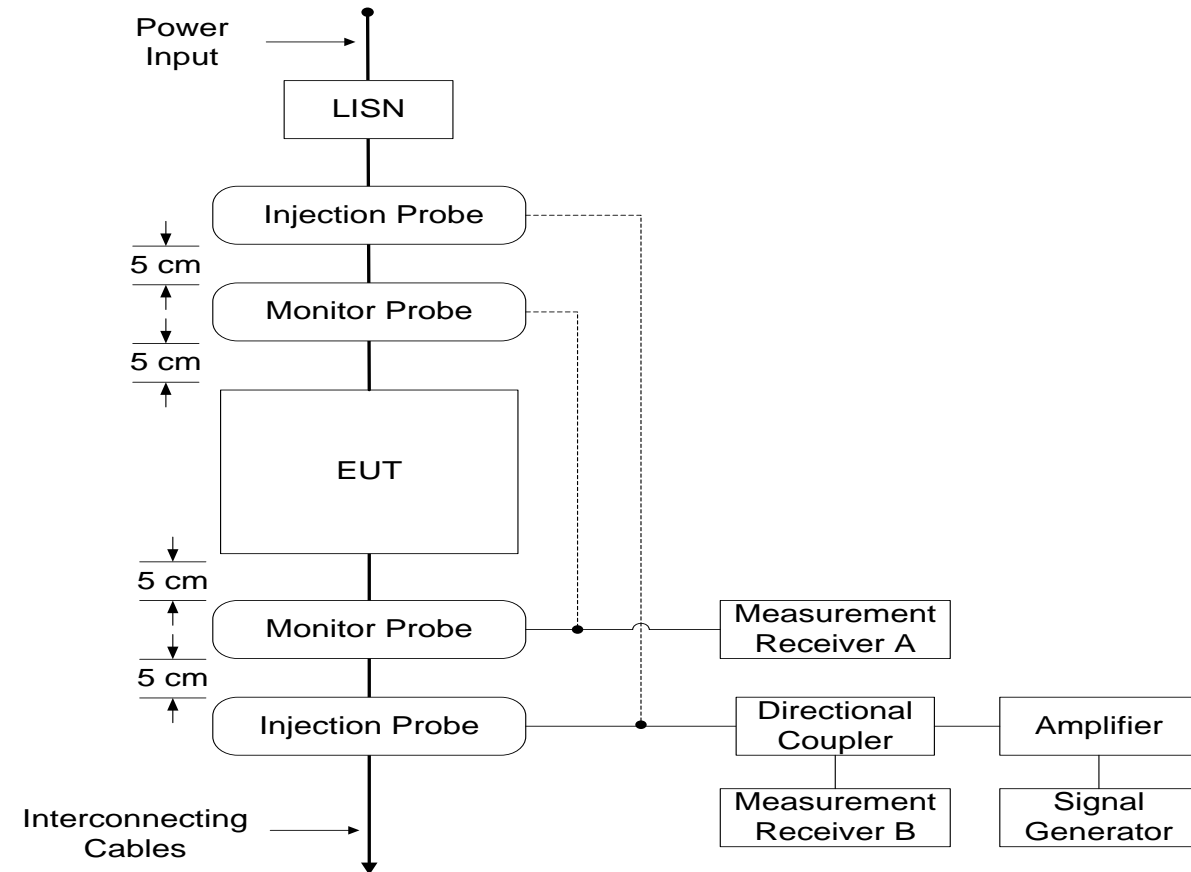 Power
Input
LISN
Injection Probe
5 cm
Monitor Probe
5 cm
EUT
5 cm
Monitor Probe
Measurement
Receiver A
5 cm
Injection Probe
Directional
Coupler
Amplifier
Interconnecting
Cables
Measurement
Receiver B
Signal
Generator